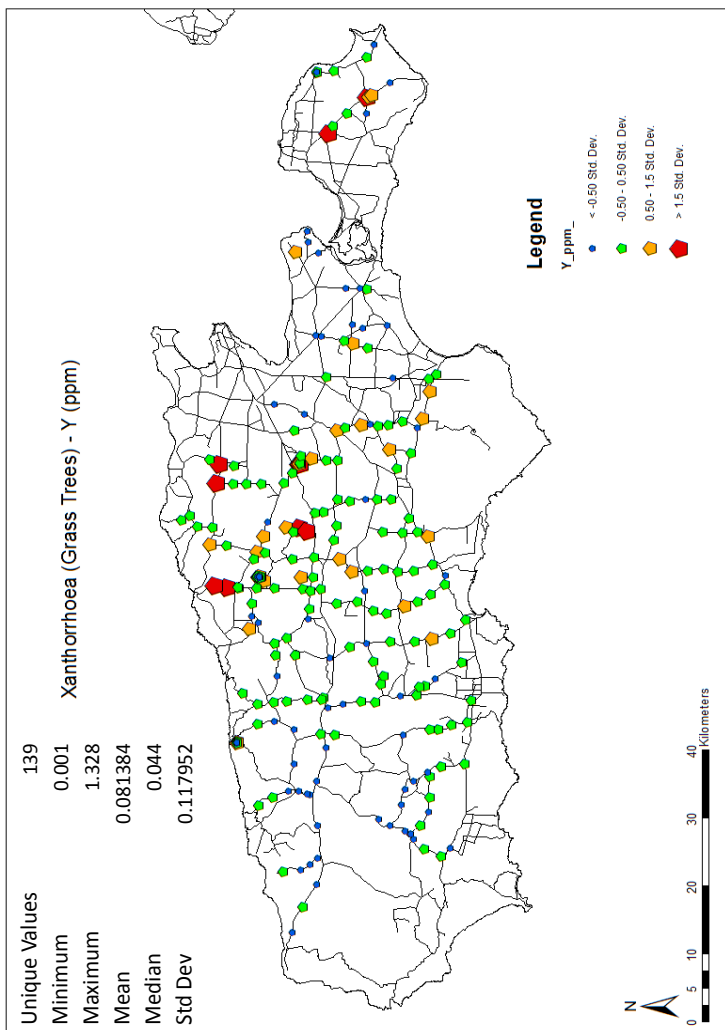 Unique Values 139
Minimum 0.001
Maximum 1.328
Mean 0.081384
Median 0.044
Std Dev 0.117952
Xanthorrhoea (Grass Trees) - Y (ppm)
Legend
Y_ppm_
< -0.50 Std. Dev.
-0.50 - 0.50 Std. Dev.
0.50 - 1.5 Std. Dev.
> 1.5 Std. Dev.
N
0 5 10 20 30 40
Kilometers